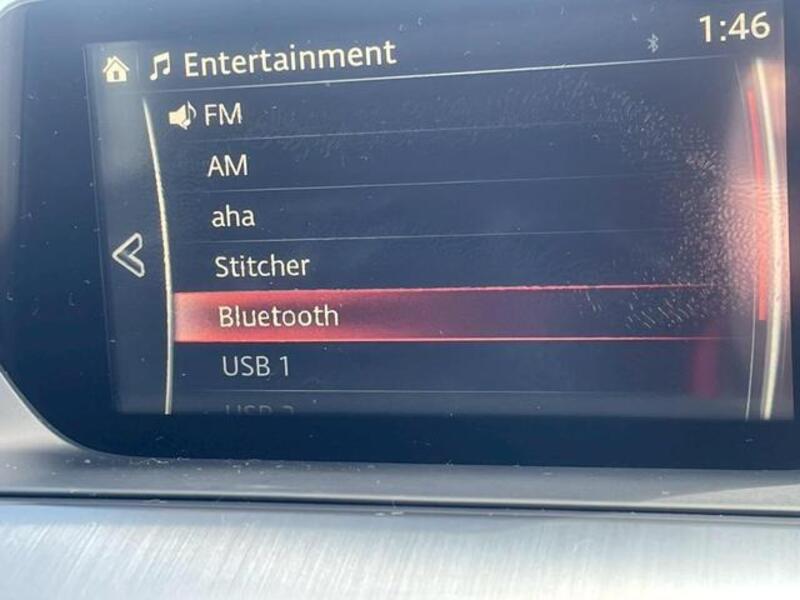 Entertainment
1:46
FM
AM
aha
Stitcher
Bluetooth
USB 1